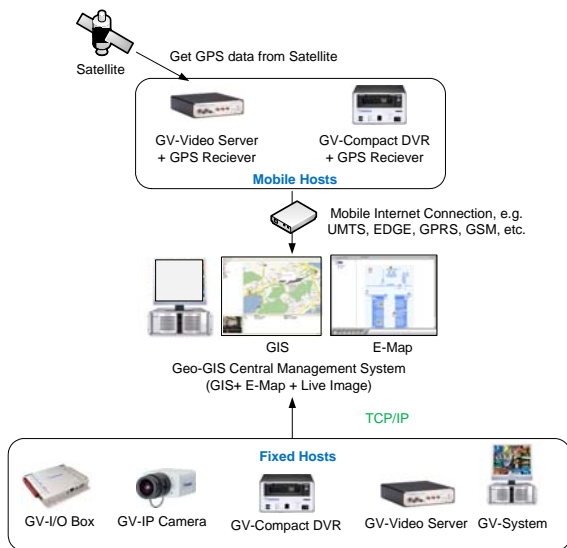 Get GPS data from Satellite
Satellite
GV-Video Server
+ GPS Reciever
GV-Compact DVR
+ GPS Reciever
Mobile Hosts
Mobile Internet Connection, e.g.
UMTS, EDGE, GPRS, GSM, etc.
GIS
E-Map
Geo-GIS Central Management System
(GIS+ E-Map + Live Image)
TCP/IP
Fixed Hosts
GV-I/O Box
GV-IP Camera
GV-Compact DVR
GV-Video Server
GV-System